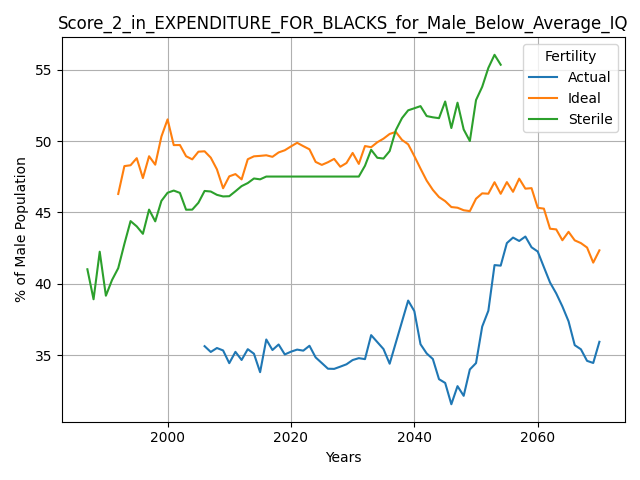 Score_2_in_EXPENDITURE_FOR_BLACKS_for_Male_Below_Average_IQ
Fertility
Actual
Ideal
Sterile
% of Male Population
55
50
45
40
35
2000
2020
2040
2060
Years